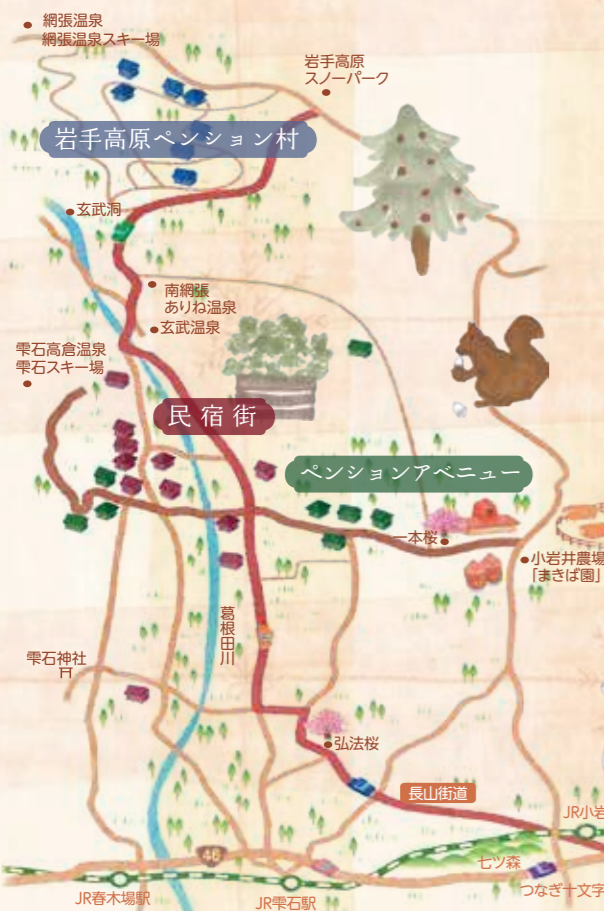 網張温泉
網張温泉スキー場
岩手高原
スノーパーク
岩手高原ペンション村
玄武洞
南網張
ありね温泉
玄武温泉
雫石高倉温泉
雫石スキー場
民宿街
ペンションアベニュー
一本桜
小岩井農場
「まきば園」
葛根田川
雫石神社
弘法桜
長山街道
JR小岩
46
七ツ森
つなぎ十文字
JR春木場駅
JR雫石駅